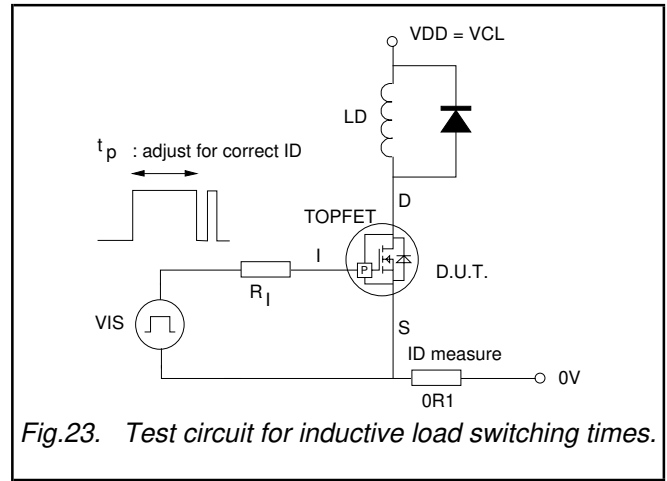 VDD = VCL
LD
t p : adjust for correct ID
D
TOPFET
I
P
D.U.T.
R I
VIS
S
ID measure
0V
0R1
Fig.23. Test circuit for inductive load switching times.